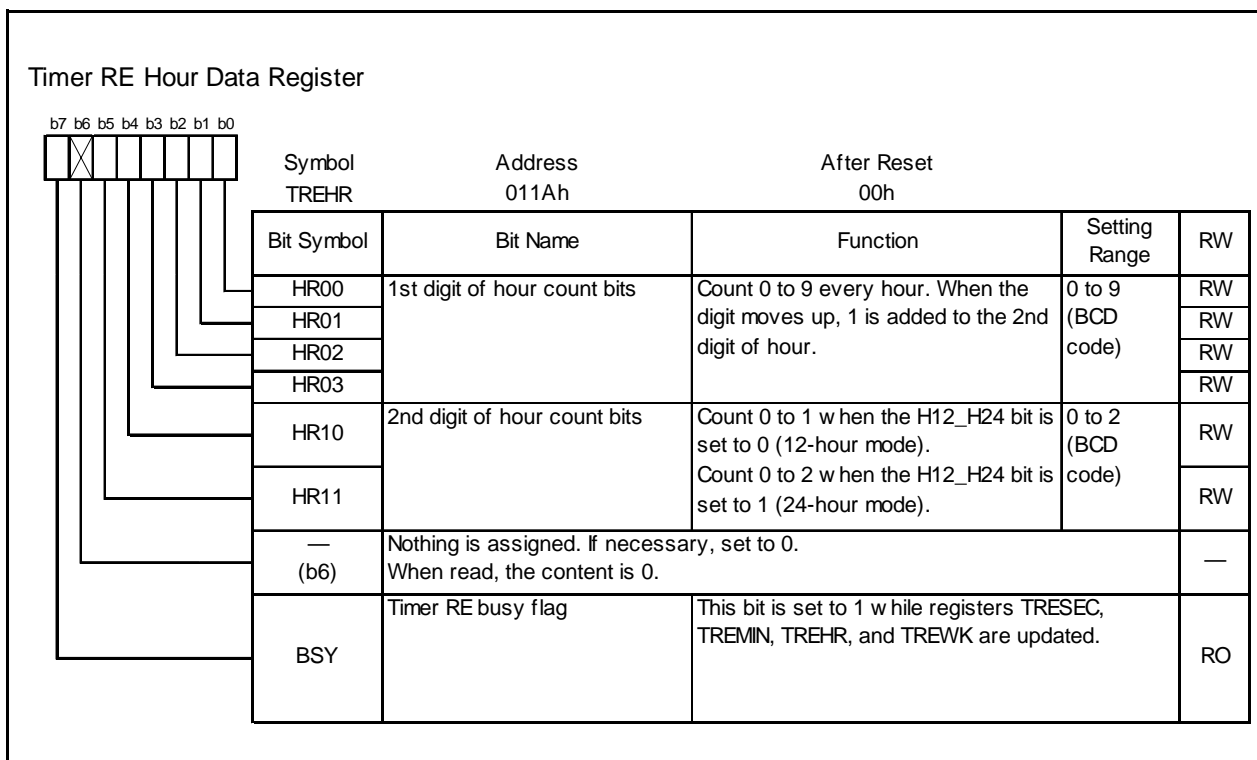 Timer RE Hour Data Register
b7 b6 b5 b4 b3 b2 b1 b0
Symbol Address After Reset
TREHR 011Ah 00h
Bit Symbol Bit Name Function Setting Range RW
HR00 1st digit of hour count bits Count 0 to 9 every hour. When the 0 to 9 RW
HR01 digit moves up, 1 is added to the 2nd (BCD RW
HR02 digit of hour. code) RW
HR03 RW
HR10 2nd digit of hour count bits Count 0 to 1 when the H12_H24 bit is 0 to 2 RW
set to 0 (12-hour mode). (BCD
HR11 Count 0 to 2 when the H12_H24 bit is code) RW
set to 1 (24-hour mode).
— Nothing is assigned. If necessary, set to 0. —
(b6) When read, the content is 0.
BSY Timer RE busy flag This bit is set to 1 while registers TRESEC, RO
TREMIN, TREHR, and TREWK are updated.